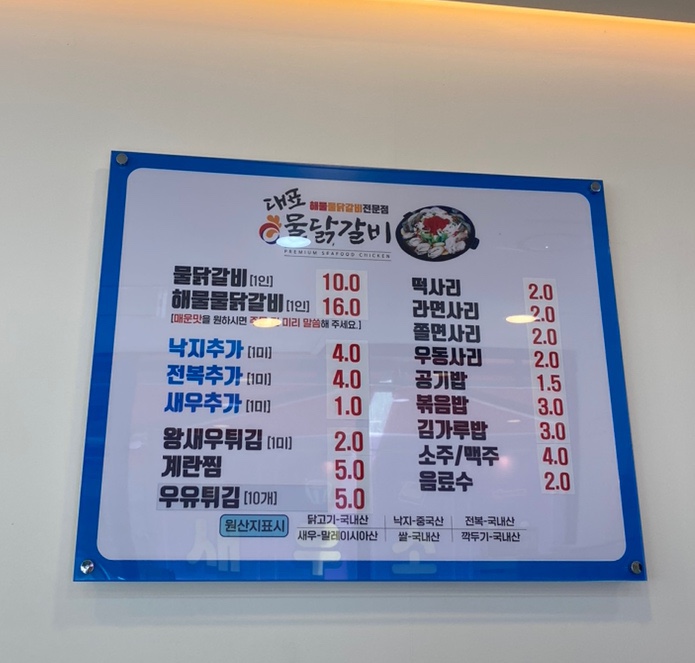 대표 해물물닭갈비전문점
물닭갈비
PREMIUM SEAFOOD CHICKEN
물닭갈비 [1인] 10.0
해물물닭갈비 [1인] 16.0
[매운맛을 원하시면 미리 말씀해 주세요.]
낙지추가 [1미] 4.0
전복추가 [1미] 4.0
새우추가 [1미] 1.0
왕새우튀김 [1미] 2.0
계란찜 5.0
우유튀김 [10개] 5.0
떡사리 2.0
라면사리 2.0
쫄면사리 2.0
우동사리 2.0
공기밥 1.5
볶음밥 3.0
김가루밥 3.0
소주/맥주 4.0
음료수 2.0
원산지표시
닭고기-국내산 낙지-중국산 전복-국내산
새우-말레이시아산 쌀-국내산 깍두기-국내산